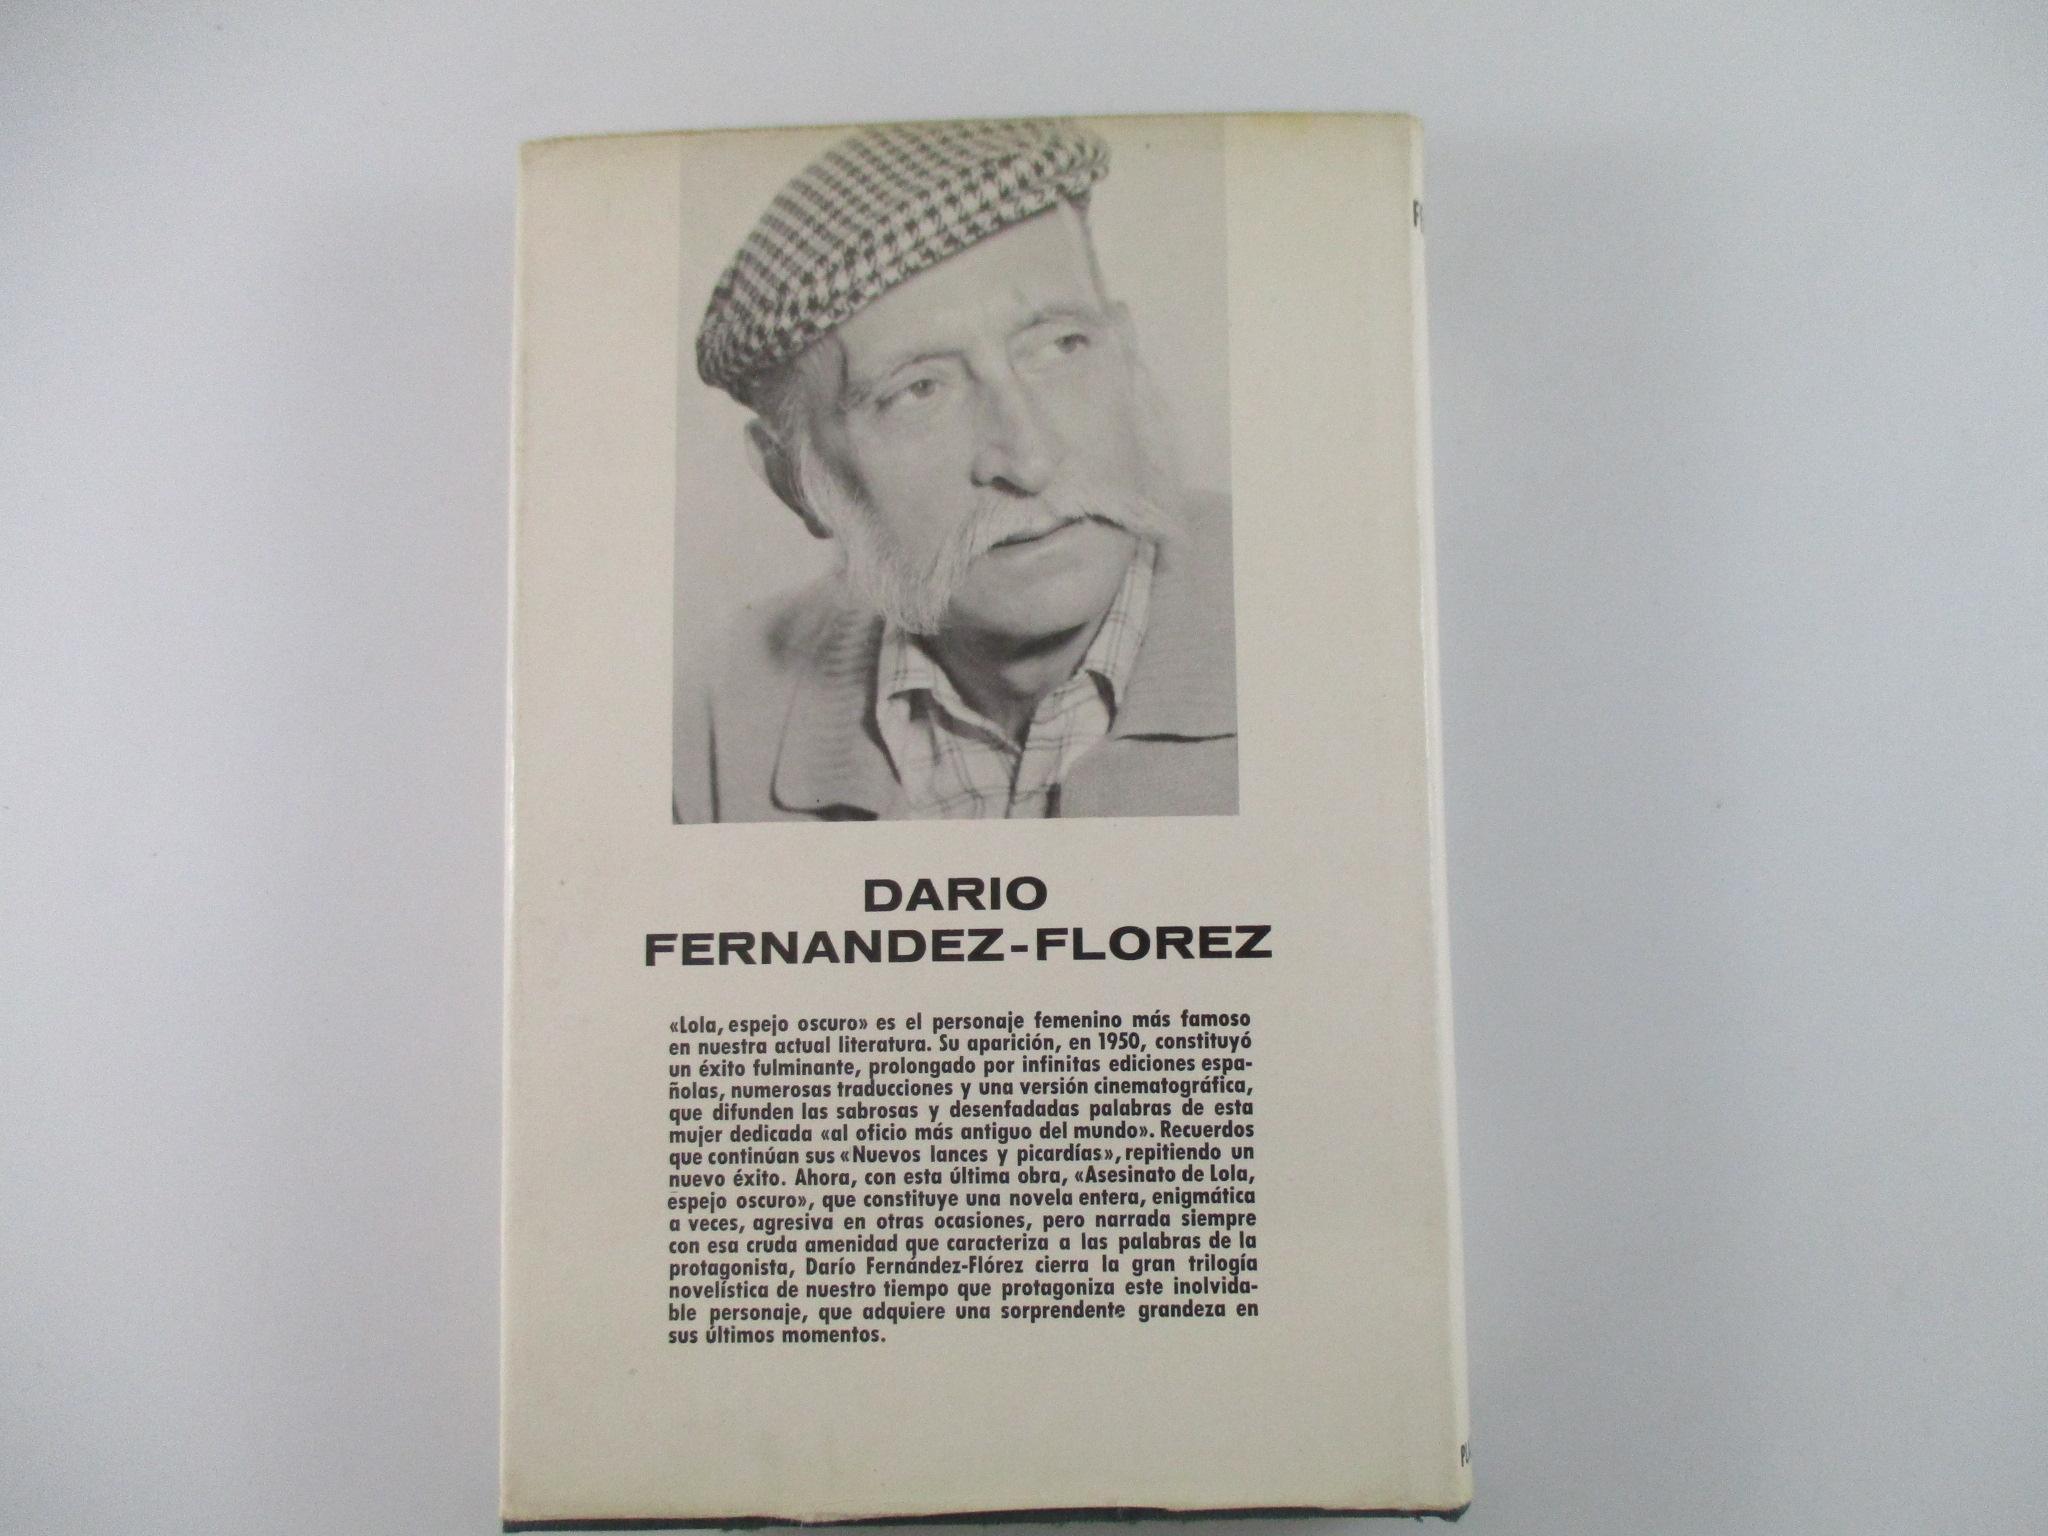 DARIO
FERNANDEZ-FLOREZ
«Lola, espejo oscuro» es el personaje femenino más famoso
en nuestra actual literatura. Su aparición, en 1950, constituyó
un éxito fulminante, prolongado por infinitas ediciones espa-
ñolas, numerosas traducciones y una versión cinematográfica,
que difunden las sabrosas y desenfadadas palabras de esta
mujer dedicada «al oficio más antiguo del mundo». Recuerdos
que continúan sus «Nuevos lances y picardías», repitiendo un
nuevo éxito. Ahora, con esta última obra, «Asesinato de Lola,
espejo oscuro», que constituye una novela entera, enigmática
a veces, agresiva en otras ocasiones, pero narrada siempre
con esa cruda amenidad que caracteriza a las palabras de la
protagonista, Darío Fernández-Flórez cierra la gran trilogía
novelística de nuestro tiempo que protagoniza este inolvida-
ble personaje, que adquiere una sorprendente grandeza en
sus últimos momentos.